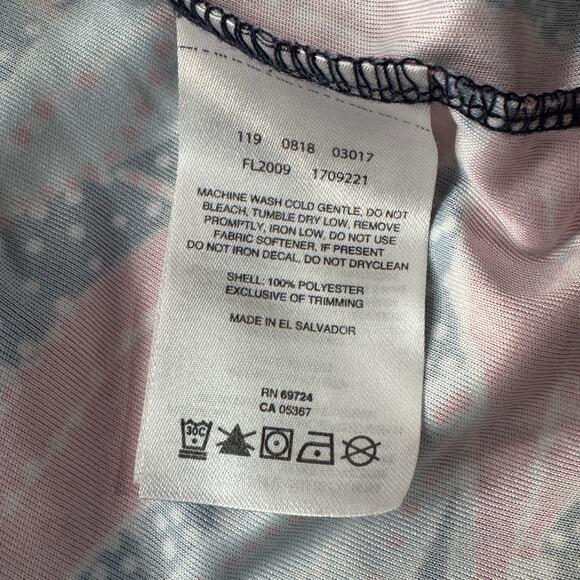 119 0818 03017
FL2009 1709221
MACHINE WASH COLD GENTLE, DO NOT
BLEACH, TUMBLE DRY LOW, REMOVE
PROMPTLY, IRON LOW, DO NOT USE
FABRIC SOFTENER, IF PRESENT
DO NOT IRON DECAL, DO NOT DRYCLEAN
SHELL: 100% POLYESTER
EXCLUSIVE OF TRIMMING
MADE IN EL SALVADOR
RN 69724
CA 05367
30C